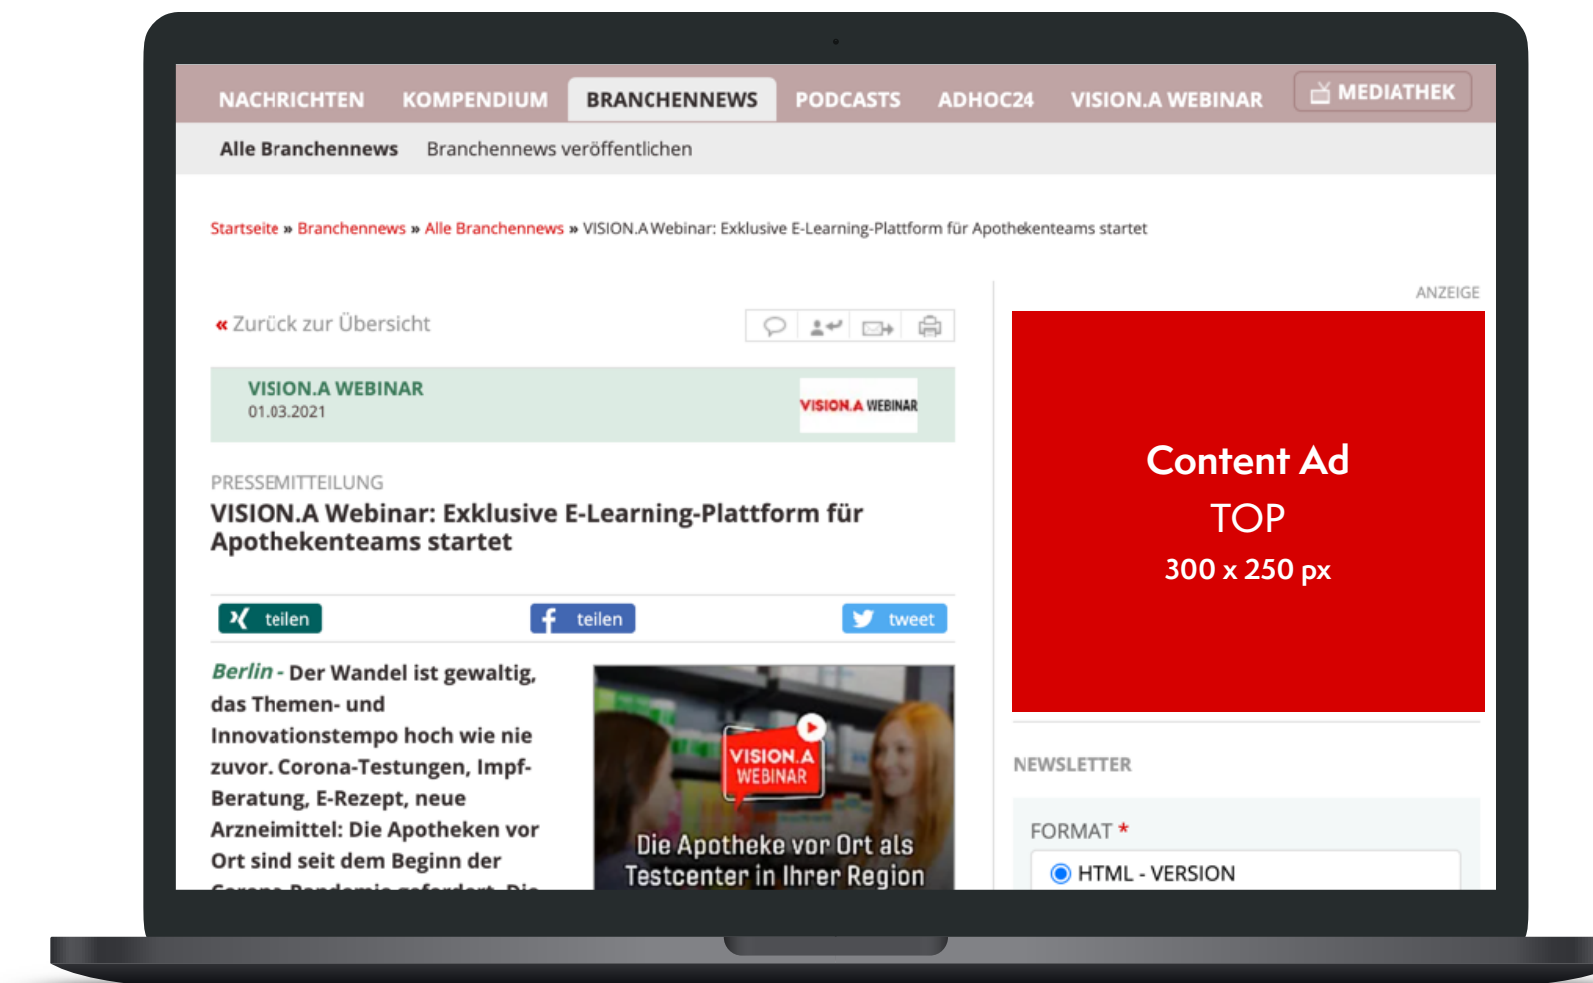 NACHRICHTEN KOMPENDIUM BRANCHENNEWS PODCASTS ADHOC24 VISION.A WEBINAR MEDIATHEK
Alle Branchennews Branchennews veröffentlichen
Startseite » Branchennews » Alle Branchennews » VISION.A Webinar: Exklusive E-Learning-Plattform für Apothekenteams startet
« Zurück zur Übersicht
VISION.A WEBINAR
01.03.2021
VISION.A WEBINAR
PRESSEMITTEILUNG
VISION.A Webinar: Exklusive E-Learning-Plattform für
Apothekenteams startet
teilen teilen tweet
Berlin - Der Wandel ist gewaltig,
das Themen- und
Innovationstempo hoch wie nie
zuvor. Corona-Testungen, Impf-
Beratung, E-Rezept, neue
Arzneimittel: Die Apotheken vor
Ort sind seit dem Beginn der
Corona-Pandemie gefordert. Die
VISION.A
WEBINAR
Die Apotheke vor Ort als
Testcenter in Ihrer Region
ANZEIGE
Content Ad
TOP
300 x 250 px
NEWSLETTER
FORMAT *
HTML - VERSION